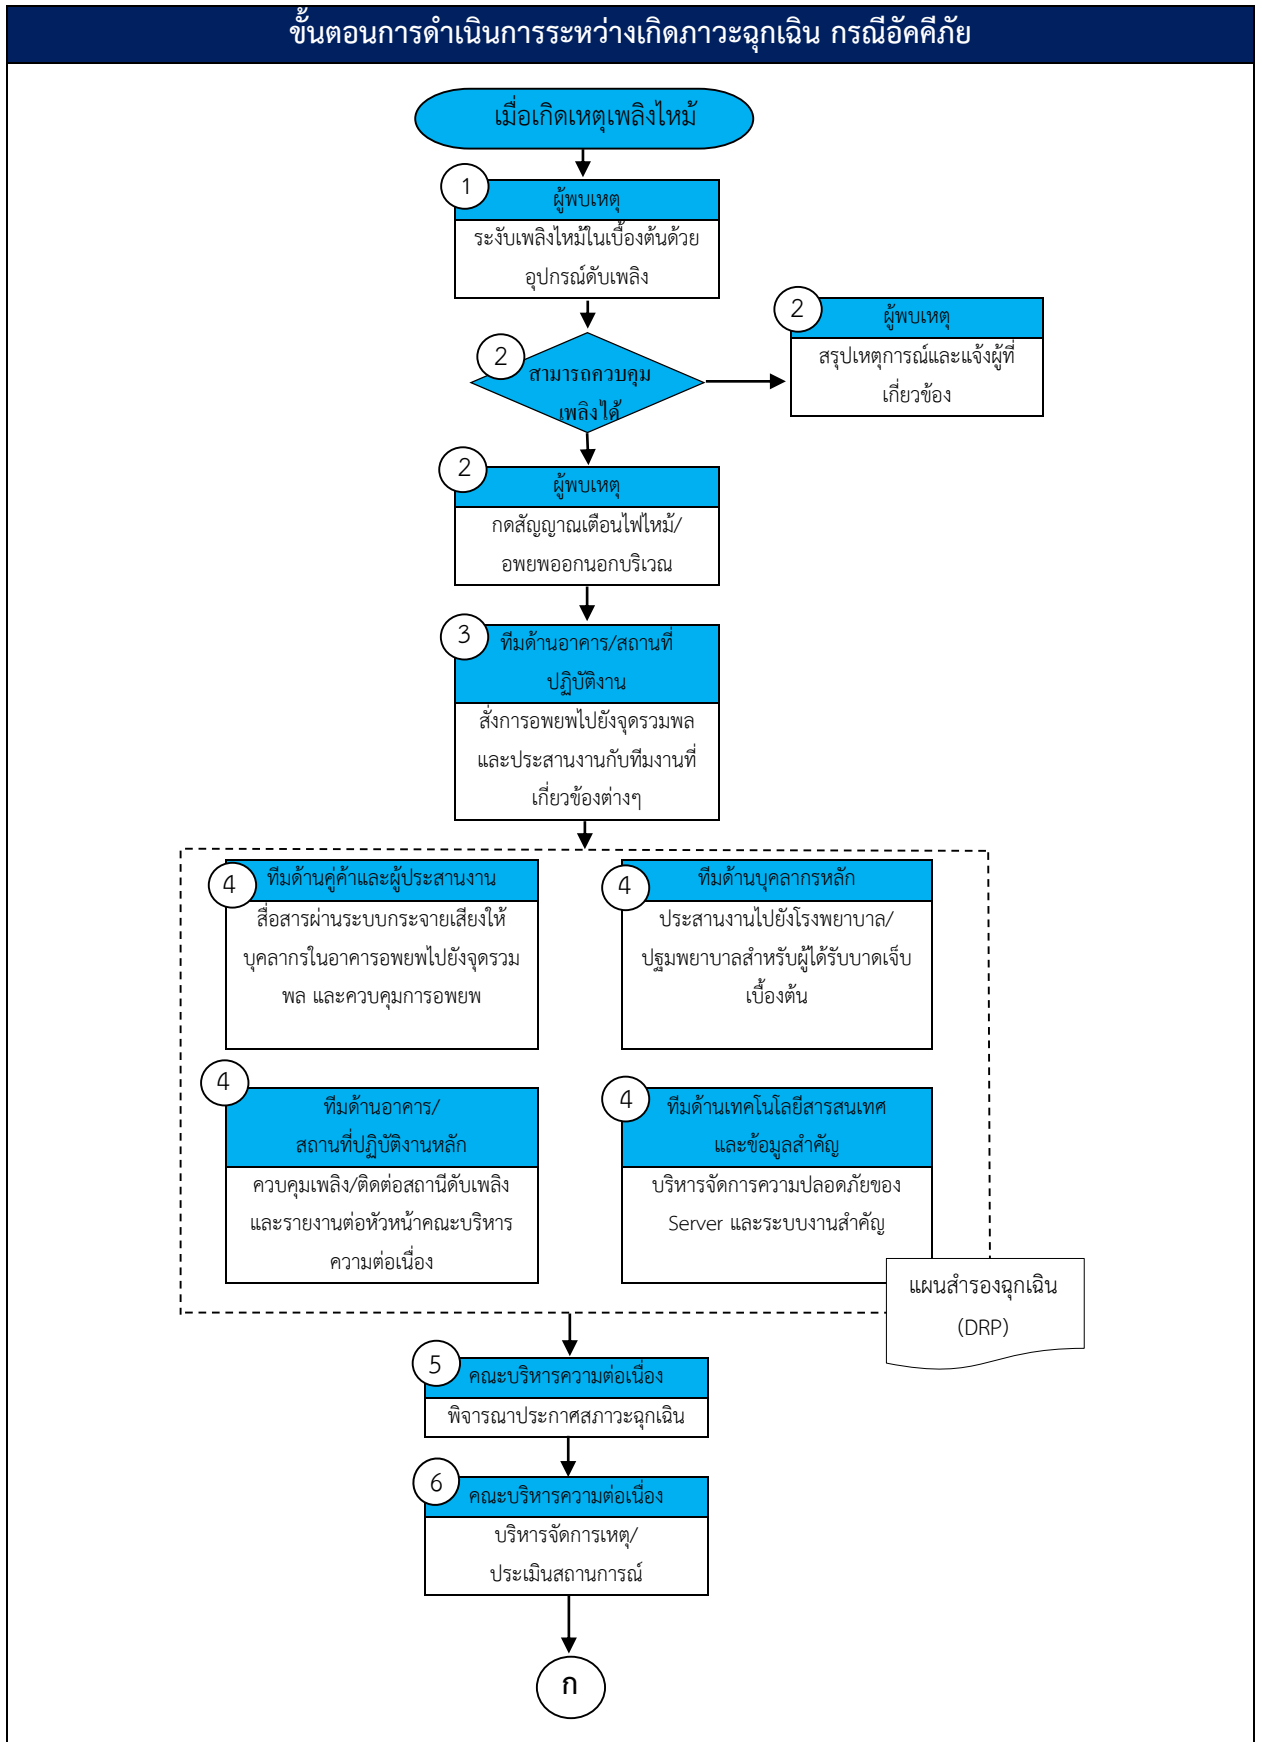 ขั้นตอนการดำเนินการระหว่างเกิดภาวะฉุกเฉิน กรณีอัคคีภัย
เมื่อเกิดเหตุเพลิงไหม้
1
ผู้พบเหตุ
ระงับเพลิงไหม้ในเบื้องต้นด้วย
อุปกรณ์ดับเพลิง
2
สามารถควบคุม
เพลิงได้
2
ผู้พบเหตุ
สรุปเหตุการณ์และแจ้งผู้ที่
เกี่ยวข้อง
2
ผู้พบเหตุ
กดสัญญาณเตือนไฟไหม้/
อพยพออกนอกบริเวณ
3
ทีมด้านอาคาร/สถานที่
ปฏิบัติงาน
สั่งการอพยพไปยังจุดรวมพล
และประสานงานกับทีมงานที่
เกี่ยวข้องต่างๆ
4
ทีมด้านคู่ค้าและผู้ประสานงาน
สื่อสารผ่านระบบกระจายเสียงให้
บุคลากรในอาคารอพยพไปยังจุดรวม
พล และควบคุมการอพยพ
4
ทีมด้านบุคลากรหลัก
ประสานงานไปยังโรงพยาบาล/
ปฐมพยาบาลสำหรับผู้ได้รับบาดเจ็บ
เบื้องต้น
4
ทีมด้านอาคาร/
สถานที่ปฏิบัติงานหลัก
ควบคุมเพลิง/ติดต่อสถานีดับเพลิง
และรายงานต่อหัวหน้าคณะบริหาร
ความต่อเนื่อง
4
ทีมด้านเทคโนโลยีสารสนเทศ
และข้อมูลสำคัญ
บริหารจัดการความปลอดภัยของ
Server และระบบงานสำคัญ
แผนสำรองฉุกเฉิน
(DRP)
5
คณะบริหารความต่อเนื่อง
พิจารณาประกาศสภาวะฉุกเฉิน
6
คณะบริหารความต่อเนื่อง
บริหารจัดการเหตุ/
ประเมินสถานการณ์
ก